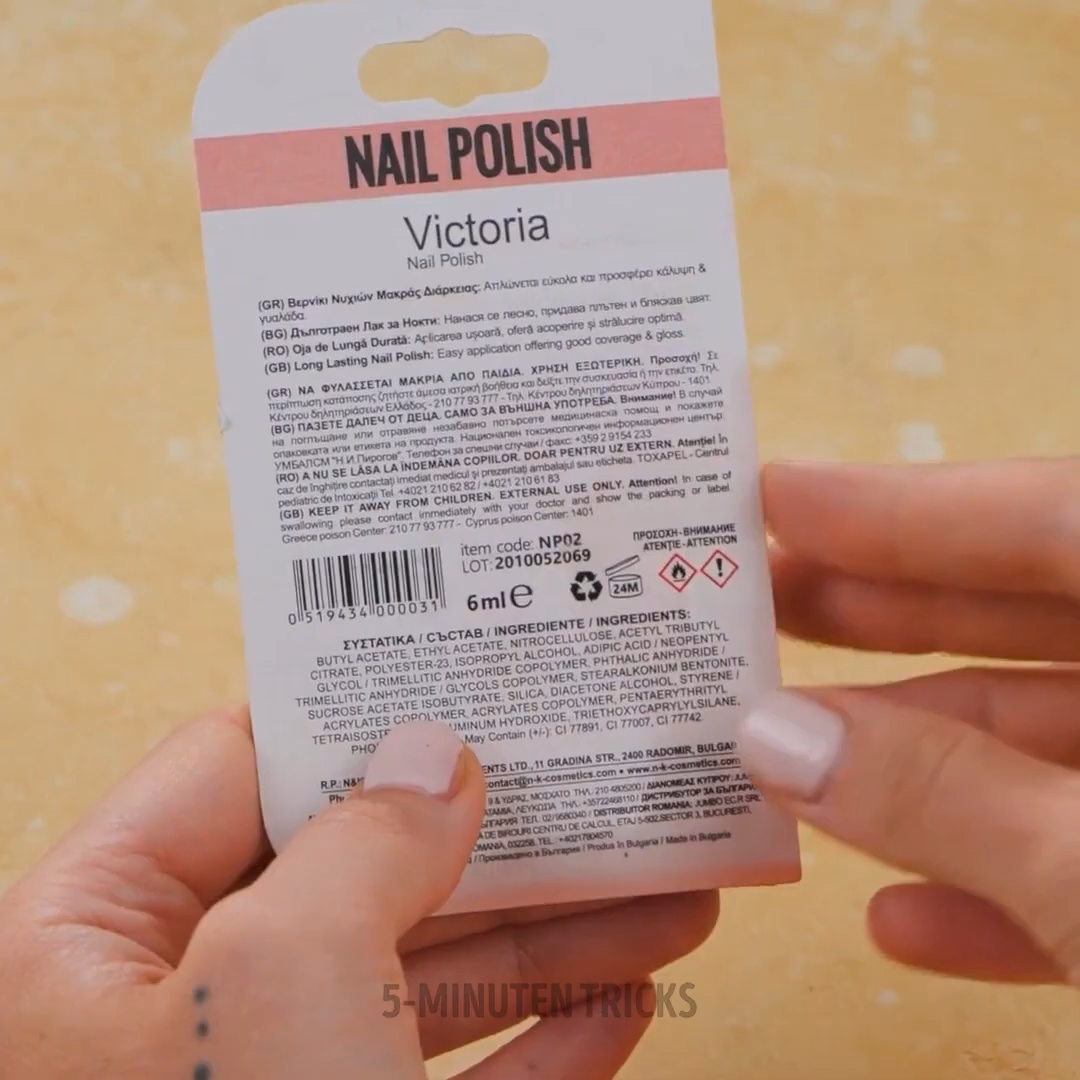 NAIL POLISH
Victoria
Nail Polish
(GR) Βερνίκι Νυχιών Μακράς Διάρκειας: Απλώνεται εύκολα και προσφέρει κάλυψη &
γυαλάδα.
(BG) Дълготраен Лак за Нокти: Нанася се лесно, придава плътен и бляскав цвят.
(RO) Oja de Lungă Durată: Aplicarea ușoară, oferă acoperire și strălucire optimă.
(GB) Long Lasting Nail Polish: Easy application offering good coverage & gloss.
(GR) ΝΑ ΦΥΛΑΣΣΕΤΑΙ ΜΑΚΡΙΑ ΑΠΟ ΠΑΙΔΙΑ. ΧΡΗΣΗ ΕΞΩΤΕΡΙΚΗ. Προσοχή! Σε
περίπτωση κατάποσης ζητήστε άμεσα ιατρική βοήθεια και δείξτε την συσκευασία ή την ετικέτα. Τηλ.
Κέντρου δηλητηριάσεων Ελλάδος - 210 77 93 777 - Τηλ. Κέντρου δηλητηριάσεων Κύπρου - 1401
(BG) ПАЗЕТЕ ДАЛЕЧ ОТ ДЕЦА. САМО ЗА ВЪНШНА УПОТРЕБА. Внимание! В случай
на поглъщане или отравяне незабавно потърсете медицинска помощ и покажете
опаковката или етикета на продукта. Национален токсикологичен информационен център:
УМБАЛСМ "Н.И.Пирогов". Телефон за спешни случаи / факс: +359 2 9154 233
(RO) A NU SE LĂSA LA ÎNDEMÂNA COPIILOR. DOAR PENTRU UZ EXTERN. Atenție! În
caz de înghițire contactați imediat medicul și prezentați ambalajul sau eticheta. TOXAPEL - Centrul
pediatric de Intoxicații Tel. +4021 210 62 82 / +4021 210 61 83
(GB) KEEP IT AWAY FROM CHILDREN. EXTERNAL USE ONLY. Attention! In case of
swallowing please contact immediately with your doctor and show the packing or label.
Greece poison Center: 210 77 93 777 - Cyprus poison Center: 1401
item code: NP02
LOT: 2010052069
ΠΡΟΣΟΧΗ - ВНИМАНИЕ
ATENȚIE - ATTENTION
6ml e
24M
0 519434 000031
ΣΥΣΤΑΤΙΚΑ / СЪСТАВ / INGREDIENTE / INGREDIENTS:
BUTYL ACETATE, ETHYL ACETATE, NITROCELLULOSE, ACETYL TRIBUTYL
CITRATE, POLYESTER-23, ISOPROPYL ALCOHOL, ADIPIC ACID / NEOPENTYL
GLYCOL / TRIMELLITIC ANHYDRIDE COPOLYMER, PHTHALIC ANHYDRIDE /
TRIMELLITIC ANHYDRIDE / GLYCOLS COPOLYMER, STEARALKONIUM BENTONITE,
SUCROSE ACETATE ISOBUTYRATE, SILICA, DIACETONE ALCOHOL, STYRENE /
ACRYLATES COPOLYMER, ACRYLATES COPOLYMER, PENTAERYTHRITYL
TETRAISOST UMINUM HYDROXIDE, TRIETHOXYCAPRYLYLSILANE,
PHO May Contain (+/-): CI 77891, CI 77007, CI 77742
R.P.: N&K ENTS LTD., 11 GRADINA STR., 2400 RADOMIR, BULGA
contact@n-k-cosmetics.com • www.n-k-cosmetics.com
9 & ΥΔΡΑΣ, ΜΟΣΧΑΤΟ ΤΗΛ.: 210 4805200 / ΔΙΑΝΟΜΕΑΣ ΚΥΠΡΟΥ:
ΛΕΥΚΩΣΙΑ ΤΗΛ.: +35722468110 / ДИСТРИБУТОР ЗА
ТЕЛ.: 02/9580340 / DISTRIBUITOR ROMANIA: JUMBO EC.R SRL
DE BIROURI CENTRU DE CALCUL, ETAJ 5-502, SECTOR 3, BUCURESTI,
OMANIA, 032258. TEL.: +40217804570
/ Произведено в България / Produs în Bulgaria / Made in Bulgaria
5-MINUTEN TRICKS